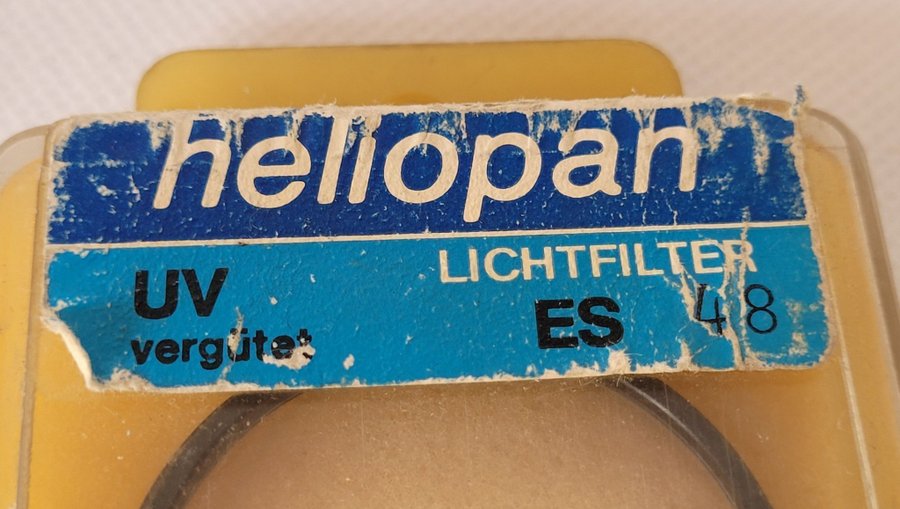 heliopan
LICHTFILTER
UV
ES 48
vergütet